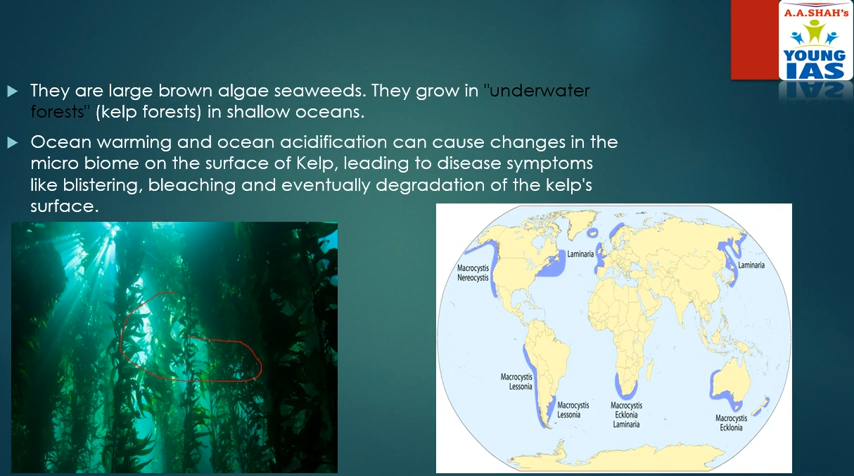 A.A.SHAH's
YOUNG
IAS
They are large brown algae seaweeds. They grow in "underwater
forests" (kelp forests) in shallow oceans.
Ocean warming and ocean acidification can cause changes in the
micro biome on the surface of Kelp, leading to disease symptoms
like blistering, bleaching and eventually degradation of the kelp's
surface.
Macrocystis
Nereocystis
Laminaria
Laminaria
Macrocystis
Lessonia
Macrocystis
Lessonia
Macrocystis
Ecklonia
Laminaria
Macrocystis
Ecklonia